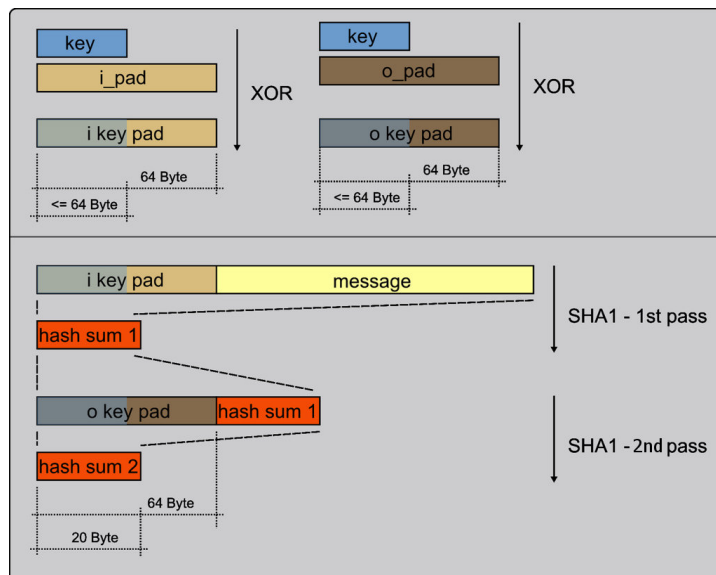 key
i_pad
XOR
i key pad
64 Byte
<= 64 Byte
key
o_pad
XOR
o key pad
64 Byte
<= 64 Byte
i key pad message
hash sum 1
SHA1 - 1st pass
o key pad hash sum 1
hash sum 2
SHA1 - 2nd pass
64 Byte
20 Byte